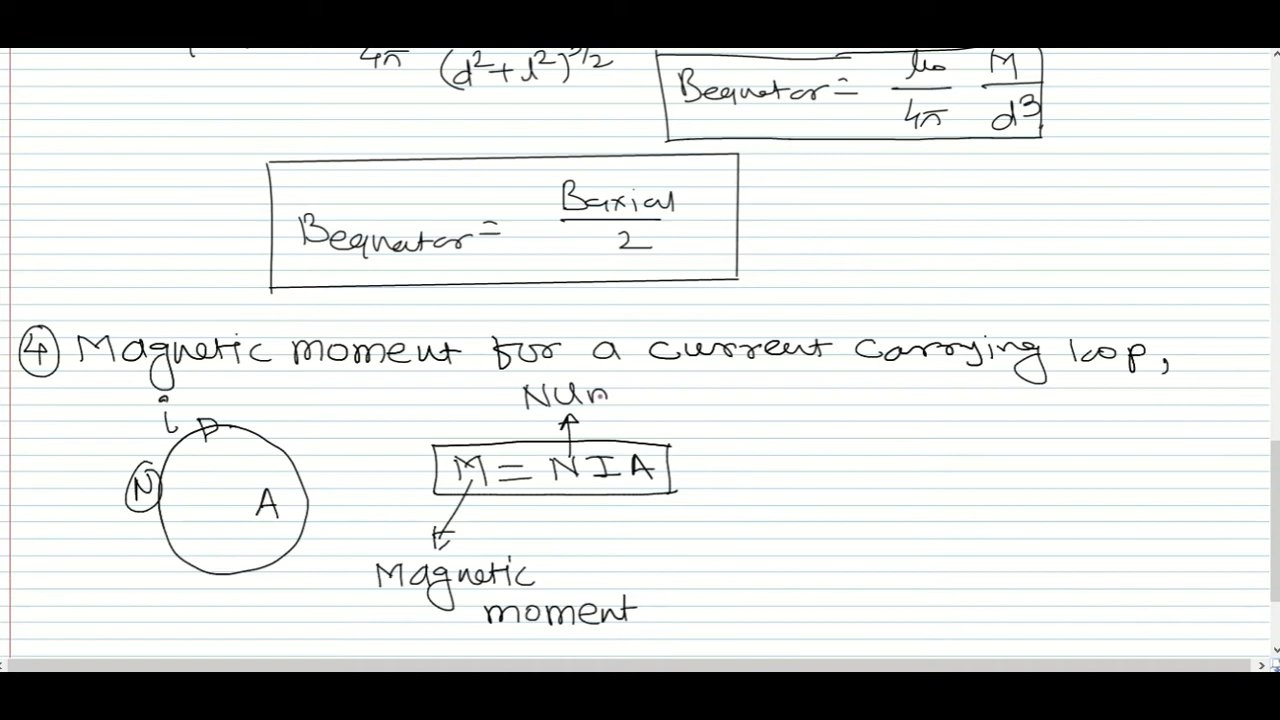 4π (d²+l²)^3/2
Bequator = μ₀/4π M/d³
Bequator = Baxial/2
④ Magnetic moment for a current carrying loop,
i
Num
N
A
M = NIA
Magnetic
moment